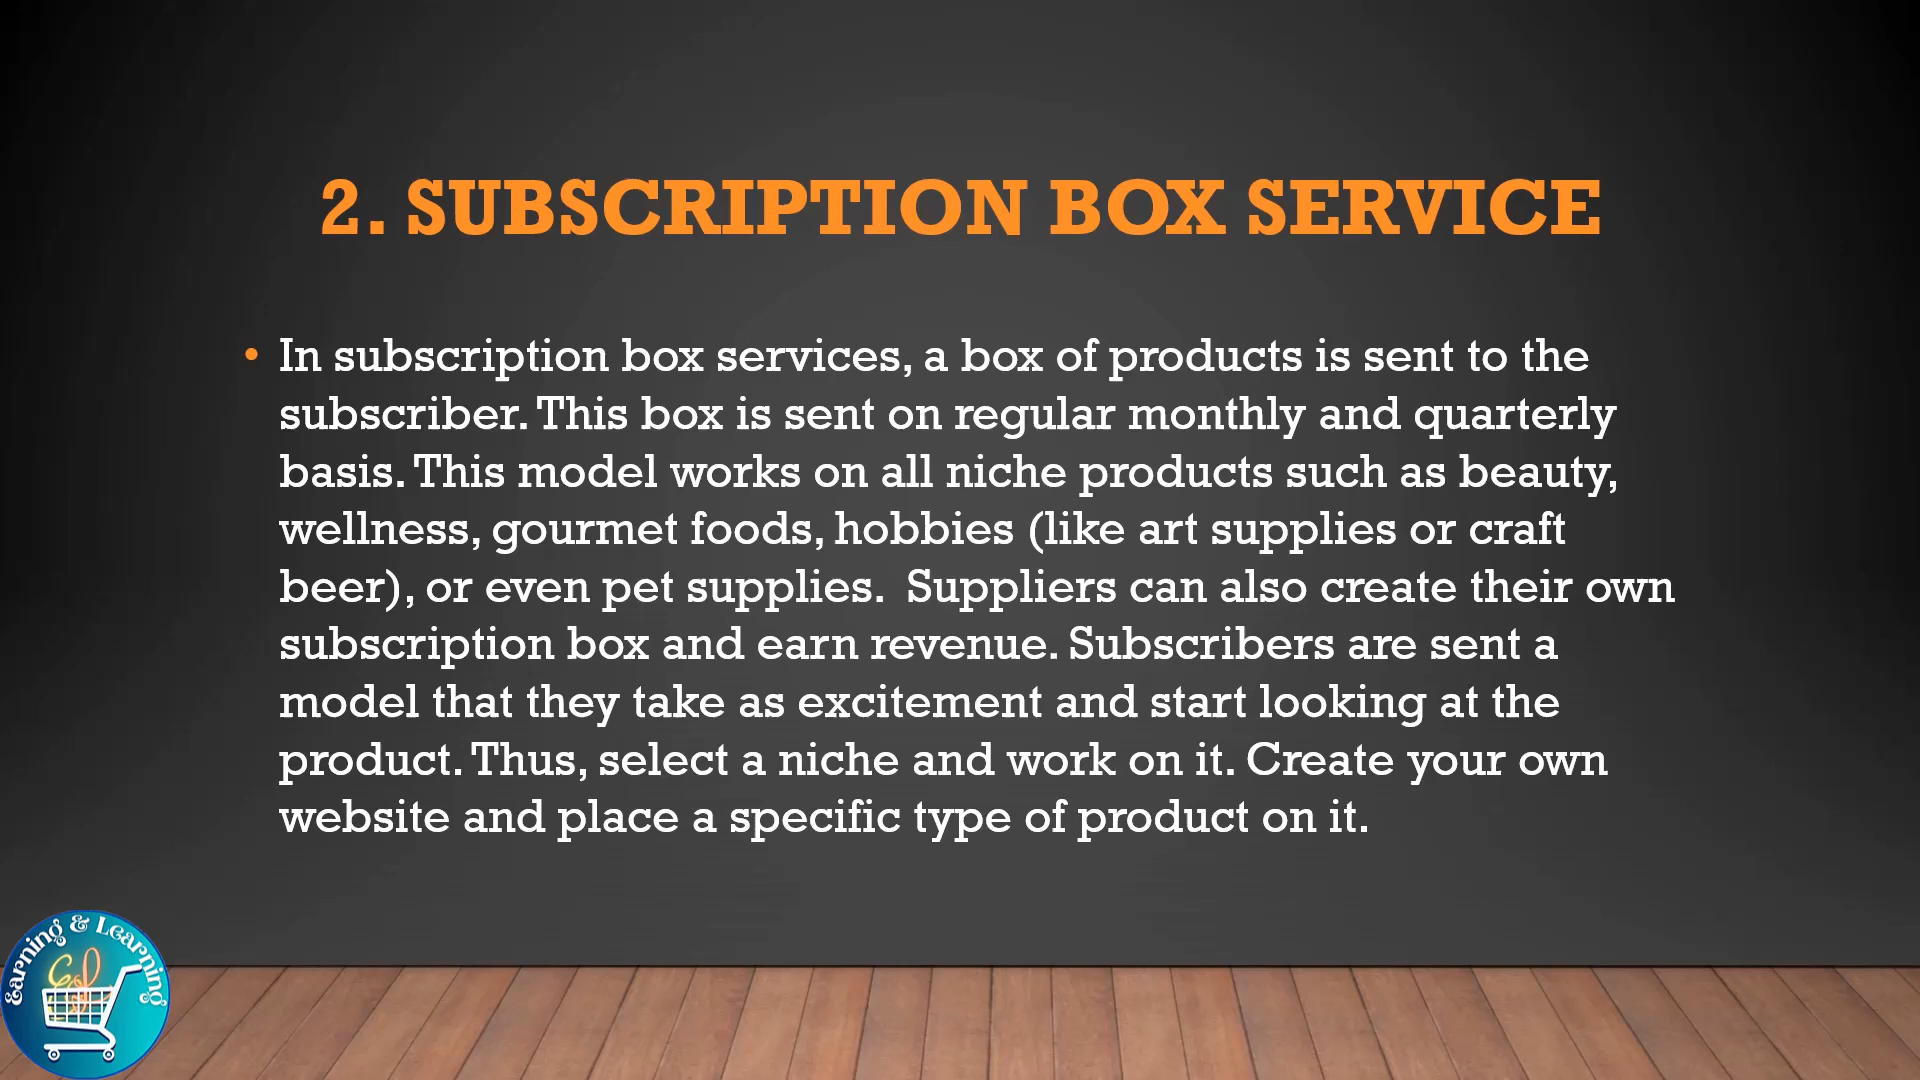 2. SUBSCRIPTION BOX SERVICE
• In subscription box services, a box of products is sent to the
subscriber. This box is sent on regular monthly and quarterly
basis. This model works on all niche products such as beauty,
wellness, gourmet foods, hobbies (like art supplies or craft
beer), or even pet supplies.  Suppliers can also create their own
subscription box and earn revenue. Subscribers are sent a
model that they take as excitement and start looking at the
product. Thus, select a niche and work on it. Create your own
website and place a specific type of product on it.
Earning & Learning